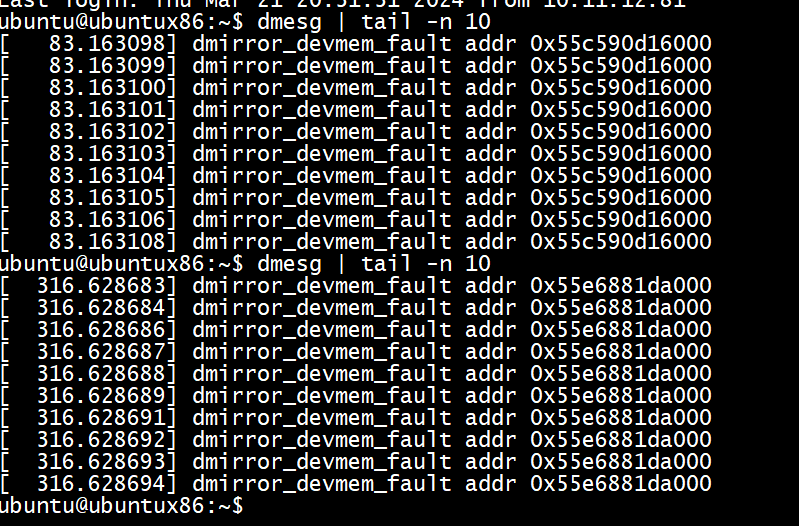 Last login: Thu Mar 21 20:51:51 2024 from 10.11.12.81
ubuntu@ubuntux86:~$ dmesg | tail -n 10
[   83.163098] dmirror_devmem_fault addr 0x55c590d16000
[   83.163099] dmirror_devmem_fault addr 0x55c590d16000
[   83.163100] dmirror_devmem_fault addr 0x55c590d16000
[   83.163101] dmirror_devmem_fault addr 0x55c590d16000
[   83.163102] dmirror_devmem_fault addr 0x55c590d16000
[   83.163103] dmirror_devmem_fault addr 0x55c590d16000
[   83.163104] dmirror_devmem_fault addr 0x55c590d16000
[   83.163105] dmirror_devmem_fault addr 0x55c590d16000
[   83.163106] dmirror_devmem_fault addr 0x55c590d16000
[   83.163108] dmirror_devmem_fault addr 0x55c590d16000
ubuntu@ubuntux86:~$ dmesg | tail -n 10
[  316.628683] dmirror_devmem_fault addr 0x55e6881da000
[  316.628684] dmirror_devmem_fault addr 0x55e6881da000
[  316.628686] dmirror_devmem_fault addr 0x55e6881da000
[  316.628687] dmirror_devmem_fault addr 0x55e6881da000
[  316.628688] dmirror_devmem_fault addr 0x55e6881da000
[  316.628689] dmirror_devmem_fault addr 0x55e6881da000
[  316.628691] dmirror_devmem_fault addr 0x55e6881da000
[  316.628692] dmirror_devmem_fault addr 0x55e6881da000
[  316.628693] dmirror_devmem_fault addr 0x55e6881da000
[  316.628694] dmirror_devmem_fault addr 0x55e6881da000
ubuntu@ubuntux86:~$